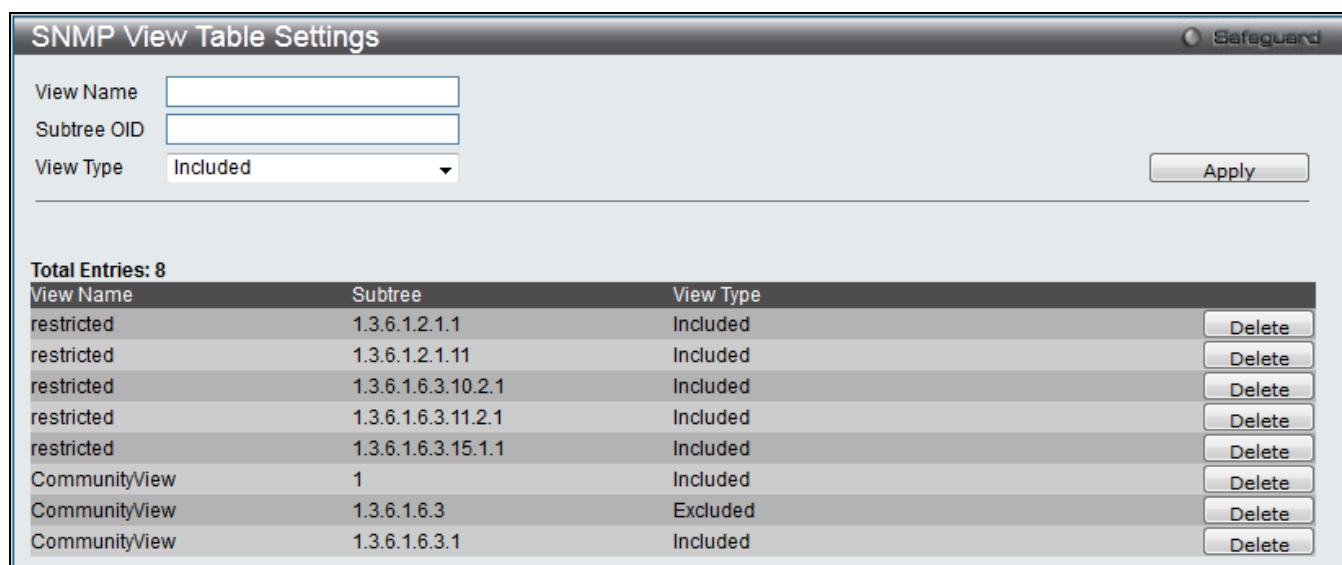 SNMP View Table Settings
Safeguard
View Name
Subtree OID
View Type Included
Apply
Total Entries: 8
View Name Subtree View Type
restricted 1.3.6.1.2.1.1 Included Delete
restricted 1.3.6.1.2.1.11 Included Delete
restricted 1.3.6.1.6.3.10.2.1 Included Delete
restricted 1.3.6.1.6.3.11.2.1 Included Delete
restricted 1.3.6.1.6.3.15.1.1 Included Delete
CommunityView 1 Included Delete
CommunityView 1.3.6.1.6.3 Excluded Delete
CommunityView 1.3.6.1.6.3.1 Included Delete